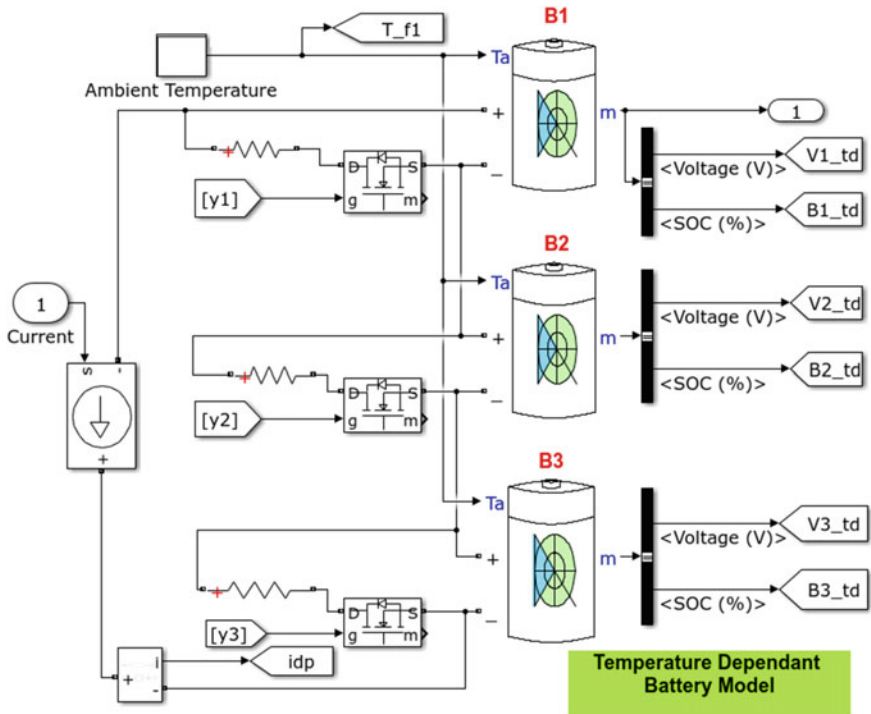 B1
T_f1
Ta
Ambient Temperature
+
m
1
D
S
−
V1_td
<Voltage (V)>
[y1]
g
m
B1_td
<SOC (%)>
B2
Ta
1
V2_td
Current
+
m
<Voltage (V)>
s
-
D
S
−
B2_td
[y2]
g
m
<SOC (%)>
+
B3
Ta
V3_td
<Voltage (V)>
+
m
D
S
−
B3_td
<SOC (%)>
[y3]
g
m
i
idp
+
-
Temperature Dependant
Battery Model